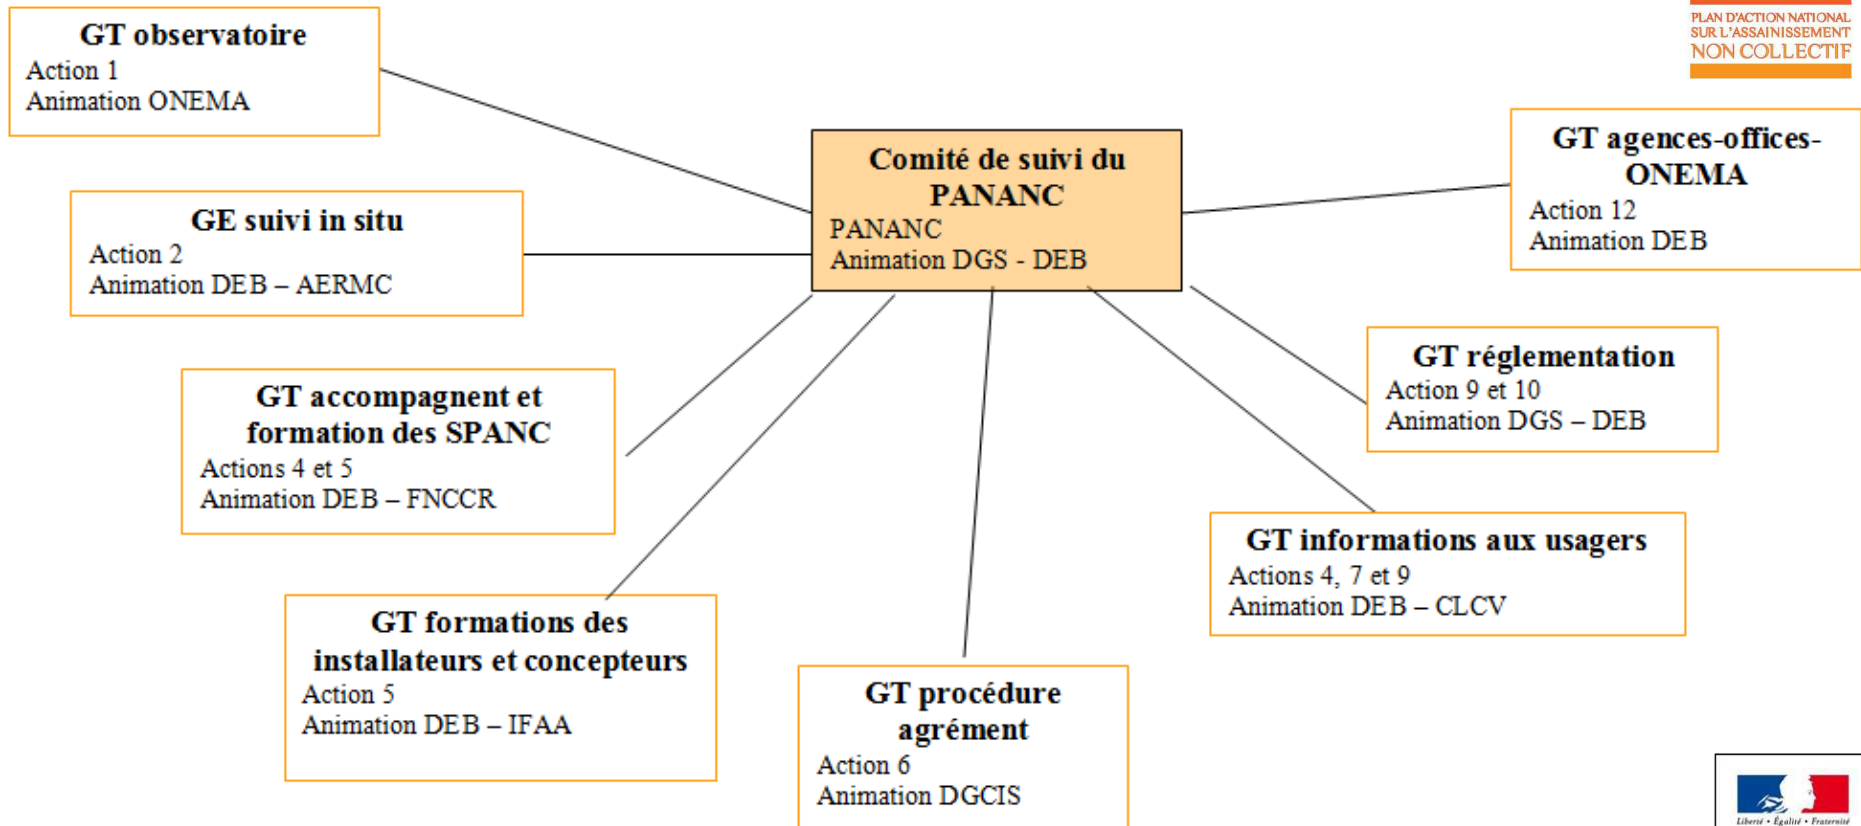 PLAN D'ACTION NATIONAL
SUR L'ASSAINISSEMENT
NON COLLECTIF
GT observatoire
Action 1
Animation ONEMA
Comité de suivi du
PANANC
PANANC
Animation DGS - DEB
GT agences-offices-
ONEMA
Action 12
Animation DEB
GE suivi in situ
Action 2
Animation DEB – AERMC
GT réglementation
Action 9 et 10
Animation DGS – DEB
GT accompagnent et
formation des SPANC
Actions 4 et 5
Animation DEB – FNCCR
GT informations aux usagers
Actions 4, 7 et 9
Animation DEB – CLCV
GT formations des
installateurs et concepteurs
Action 5
Animation DEB – IFAA
GT procédure
agrément
Action 6
Animation DGCIS
Liberté • Égalité • Fraternité